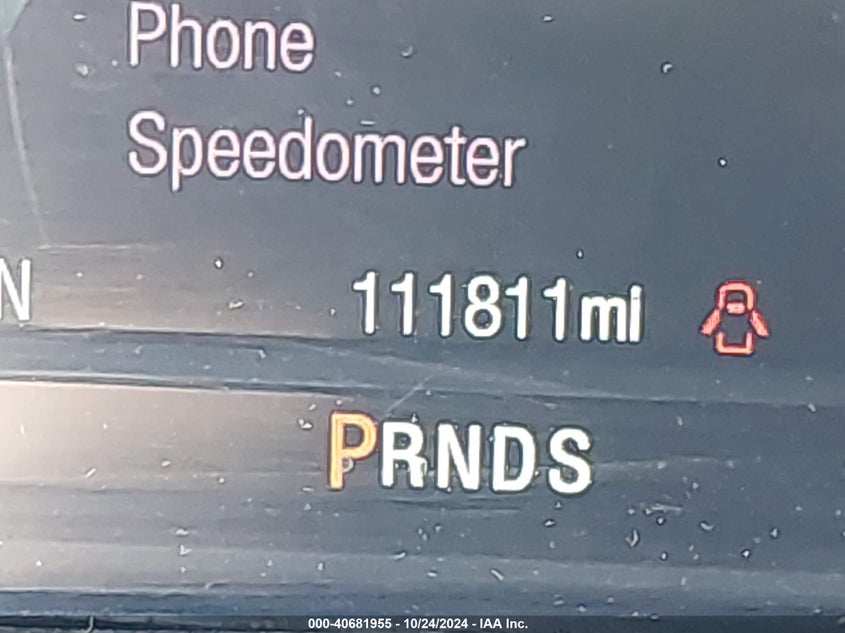 Phone
Speedometer
N
111811mi
PRNDS
000-40681955 - 10/24/2024 - IAA Inc.